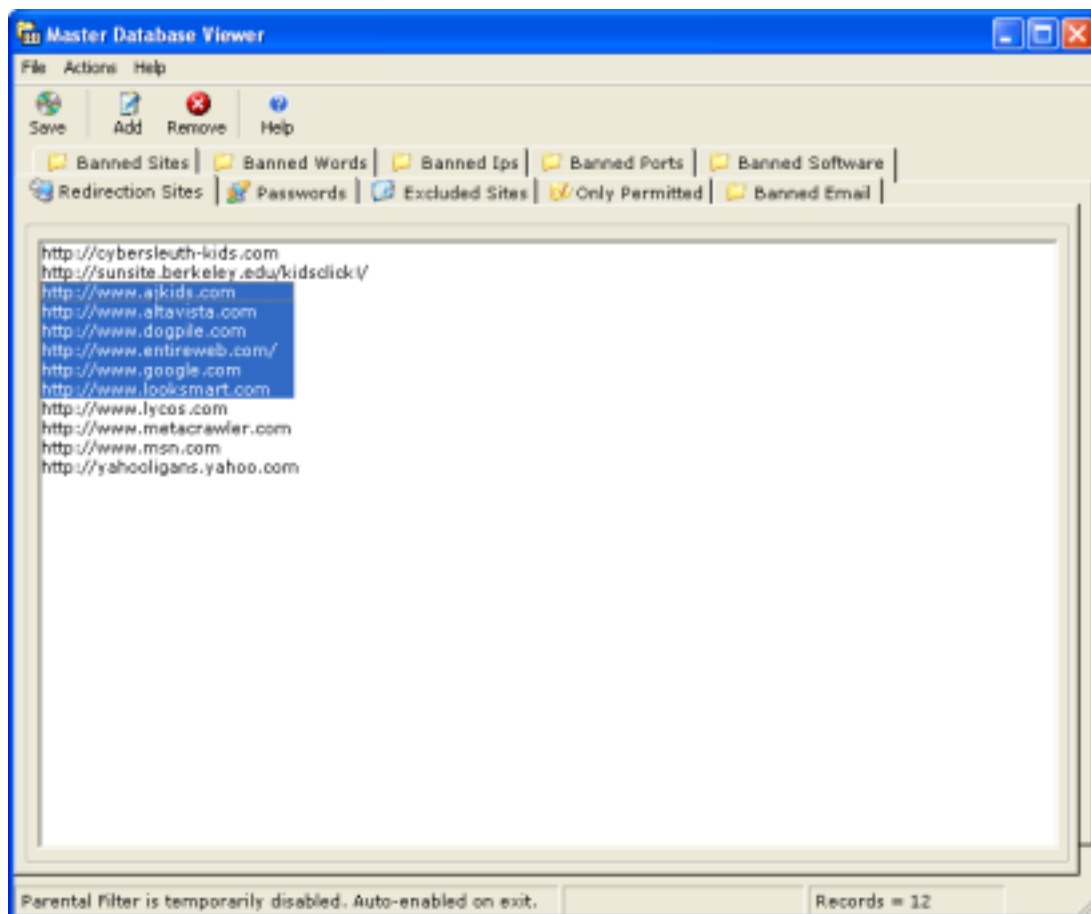 Master Database Viewer
File Actions Help
Save Add Remove Help
Banned Sites Banned Words Banned Ips Banned Ports Banned Software
Redirection Sites Passwords Excluded Sites Only Permitted Banned Email
http://cybersleuth-kids.com
http://sunsite.berkeley.edu/kidsclick!/
http://www.ajkids.com
http://www.altavista.com
http://www.dogpile.com
http://www.entireweb.com/
http://www.google.com
http://www.looksmart.com
http://www.lycos.com
http://www.metacrawler.com
http://www.msn.com
http://yahooligans.yahoo.com
Parental Filter is temporarily disabled. Auto-enabled on exit. Records = 12